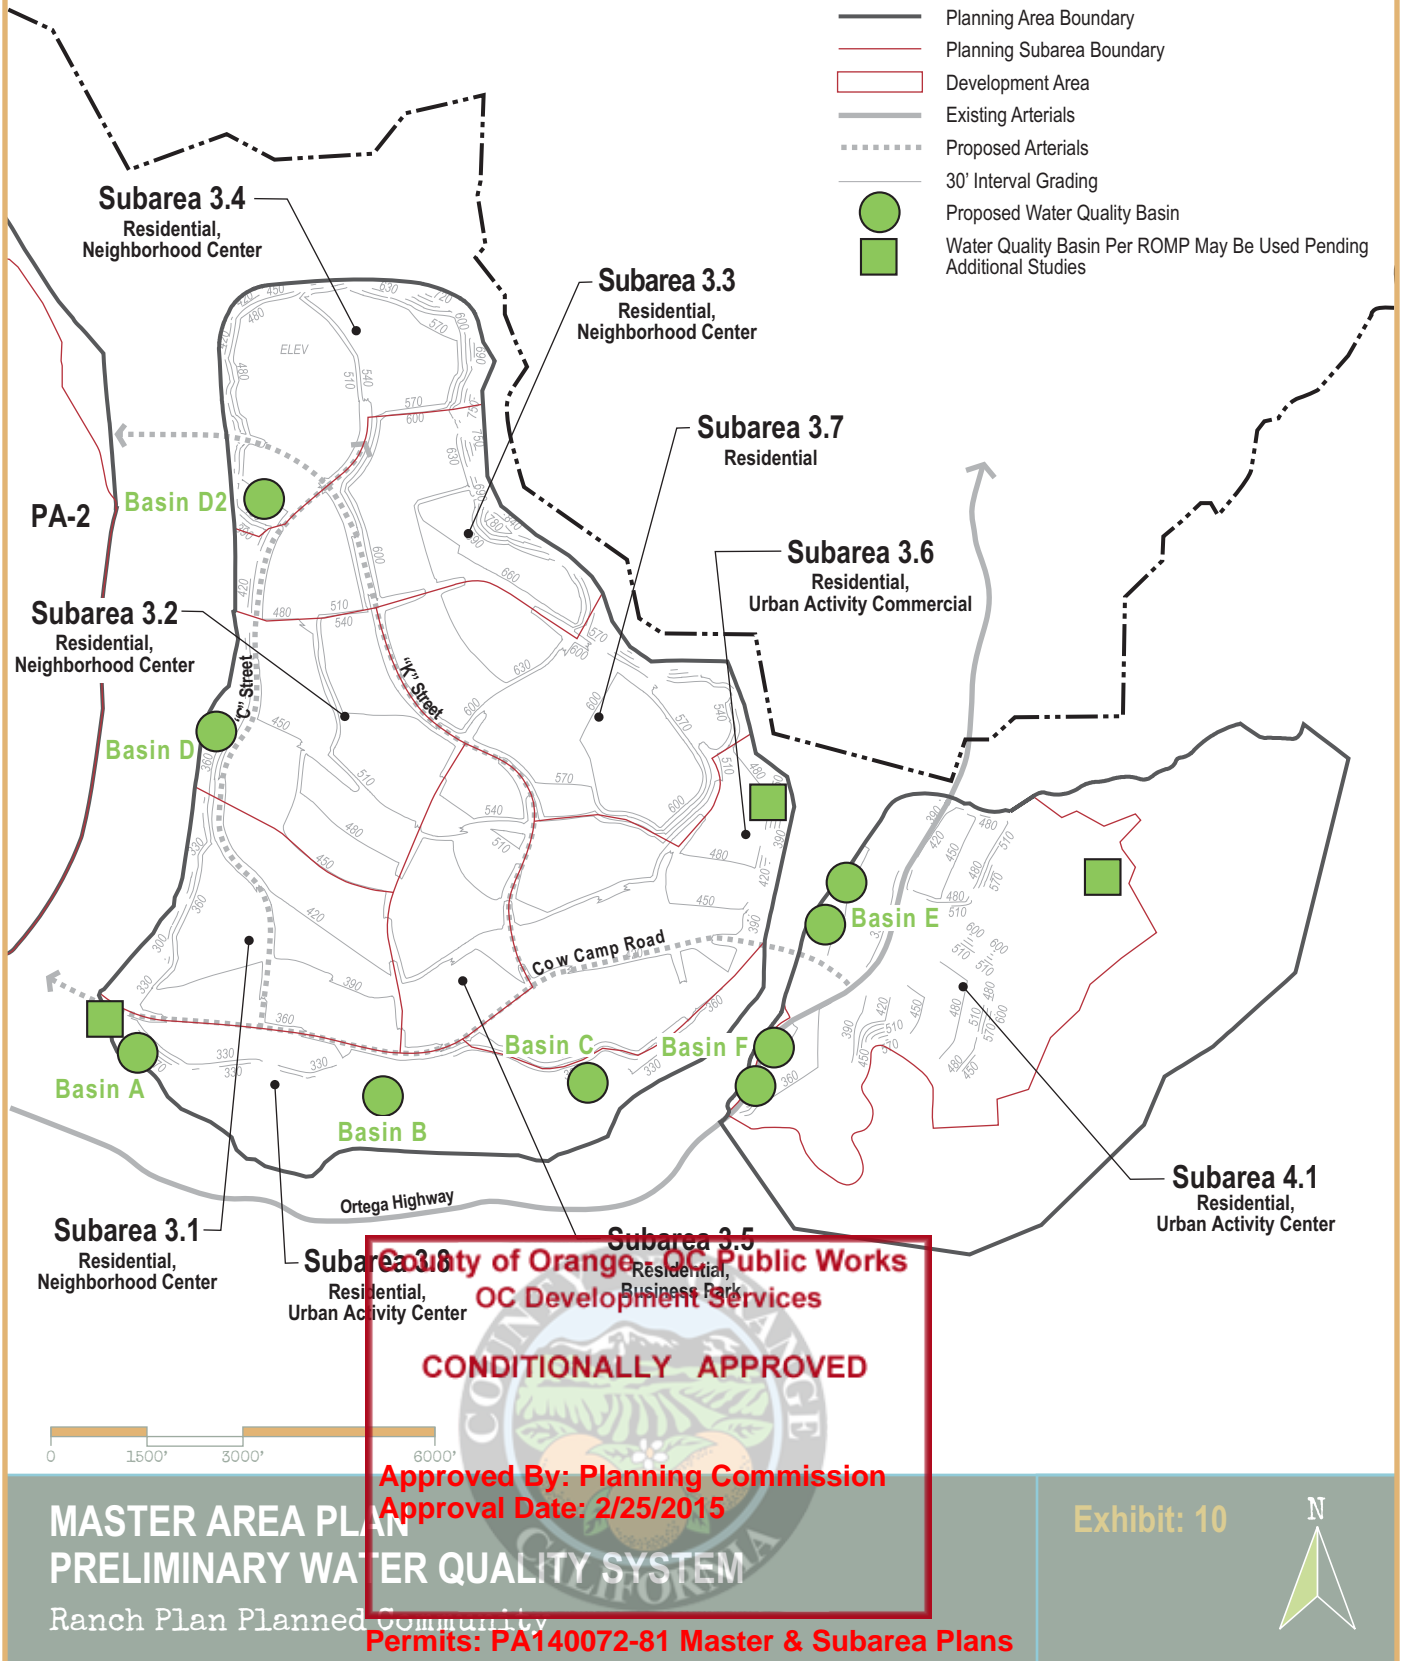 Planning Area Boundary
Planning Subarea Boundary
Development Area
Existing Arterials
Proposed Arterials
30' Interval Grading
Proposed Water Quality Basin
Water Quality Basin Per ROMP May Be Used Pending
Additional Studies
Subarea 3.4
Residential,
Neighborhood Center
Subarea 3.3
Residential,
Neighborhood Center
ELEV
Subarea 3.7
Residential
PA-2
Basin D2
Subarea 3.6
Residential,
Urban Activity Commercial
Subarea 3.2
Residential,
Neighborhood Center
"C" Street
"K" Street
Basin D
Basin E
Cow Camp Road
Basin C
Basin F
Basin A
Basin B
Ortega Highway
Subarea 4.1
Residential,
Urban Activity Center
Subarea 3.1
Residential,
Neighborhood Center
Subarea 3.8
Residential,
Urban Activity Center
Subarea 3.5
Residential,
Business Park
County of Orange - OC Public Works
OC Development Services
CONDITIONALLY APPROVED
COUNTY OF ORANGE
CALIFORNIA
Approved By: Planning Commission
Approval Date: 2/25/2015
0 1500' 3000' 6000'
MASTER AREA PLAN
PRELIMINARY WATER QUALITY SYSTEM
Ranch Plan Planned Community
Exhibit: 10
N
Permits: PA140072-81 Master & Subarea Plans